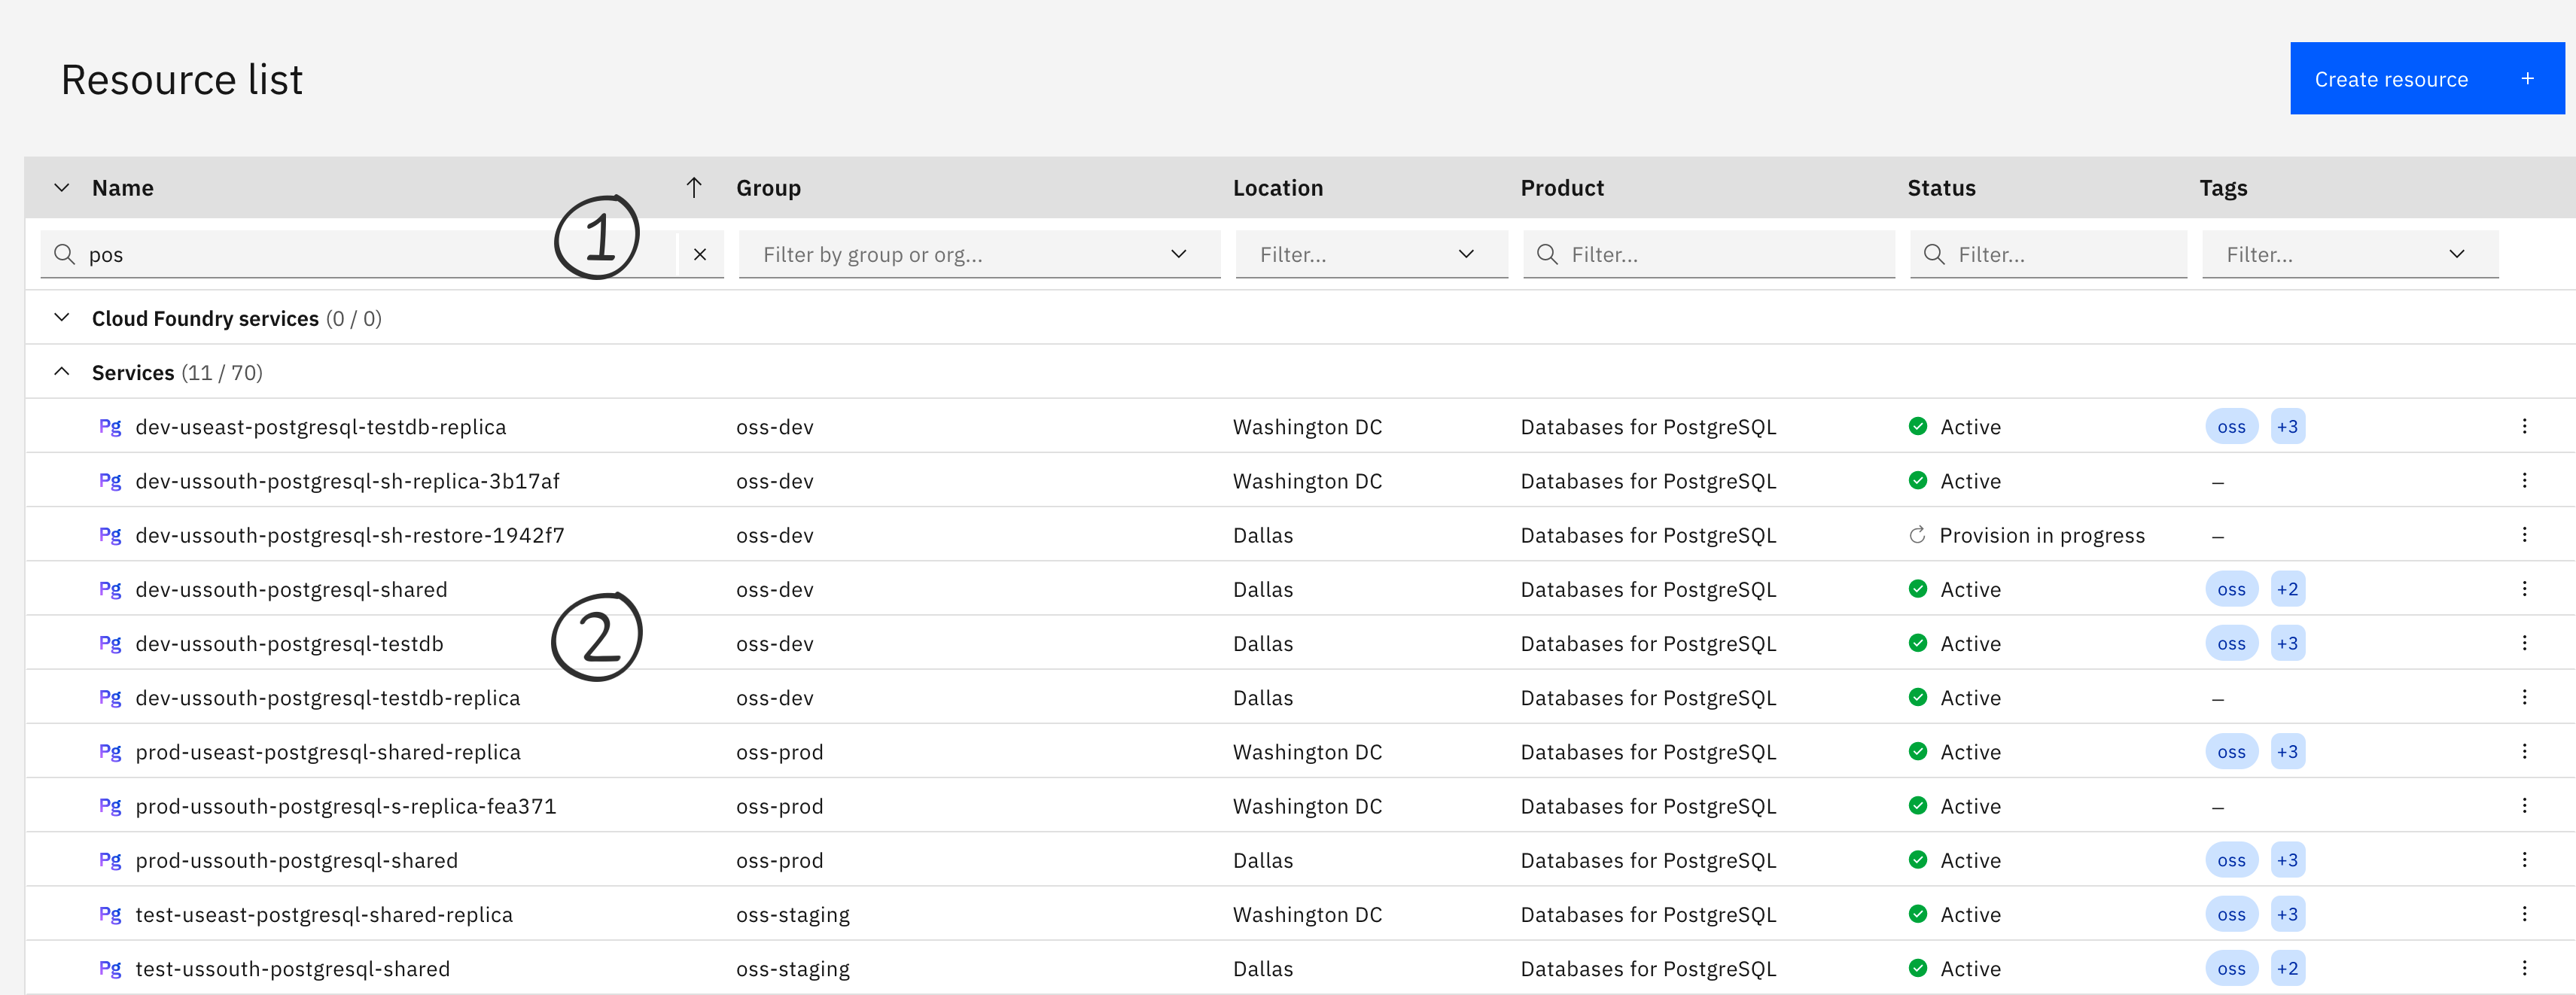 Resource list
Create resource +
Name ↑ Group Location Product Status Tags
1
pos × Filter by group or org... Filter... Filter... Filter... Filter...
Cloud Foundry services (0 / 0)
Services (11 / 70)
Pg dev-useast-postgresql-testdb-replica oss-dev Washington DC Databases for PostgreSQL Active oss +3
Pg dev-ussouth-postgresql-sh-replica-3b17af oss-dev Washington DC Databases for PostgreSQL Active –
Pg dev-ussouth-postgresql-sh-restore-1942f7 oss-dev Dallas Databases for PostgreSQL Provision in progress –
Pg dev-ussouth-postgresql-shared oss-dev Dallas Databases for PostgreSQL Active oss +2
2
Pg dev-ussouth-postgresql-testdb oss-dev Dallas Databases for PostgreSQL Active oss +3
Pg dev-ussouth-postgresql-testdb-replica oss-dev Dallas Databases for PostgreSQL Active –
Pg prod-useast-postgresql-shared-replica oss-prod Washington DC Databases for PostgreSQL Active oss +3
Pg prod-ussouth-postgresql-s-replica-fea371 oss-prod Washington DC Databases for PostgreSQL Active –
Pg prod-ussouth-postgresql-shared oss-prod Dallas Databases for PostgreSQL Active oss +3
Pg test-useast-postgresql-shared-replica oss-staging Washington DC Databases for PostgreSQL Active oss +3
Pg test-ussouth-postgresql-shared oss-staging Dallas Databases for PostgreSQL Active oss +2